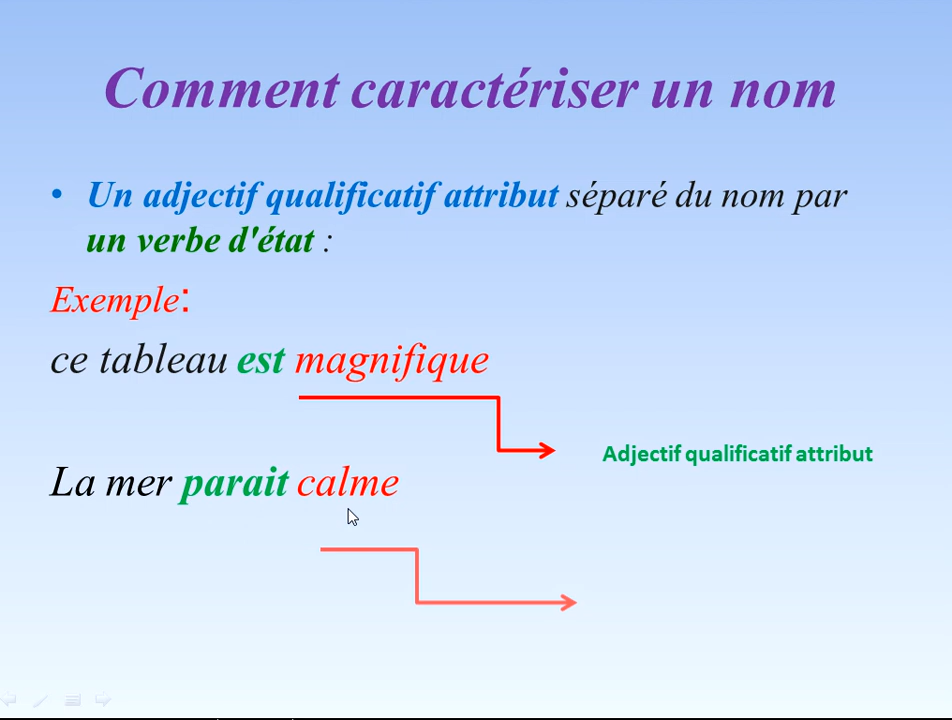 Comment caractériser un nom
• Un adjectif qualificatif attribut séparé du nom par
un verbe d'état :
Exemple:
ce tableau est magnifique
Adjectif qualificatif attribut
La mer parait calme